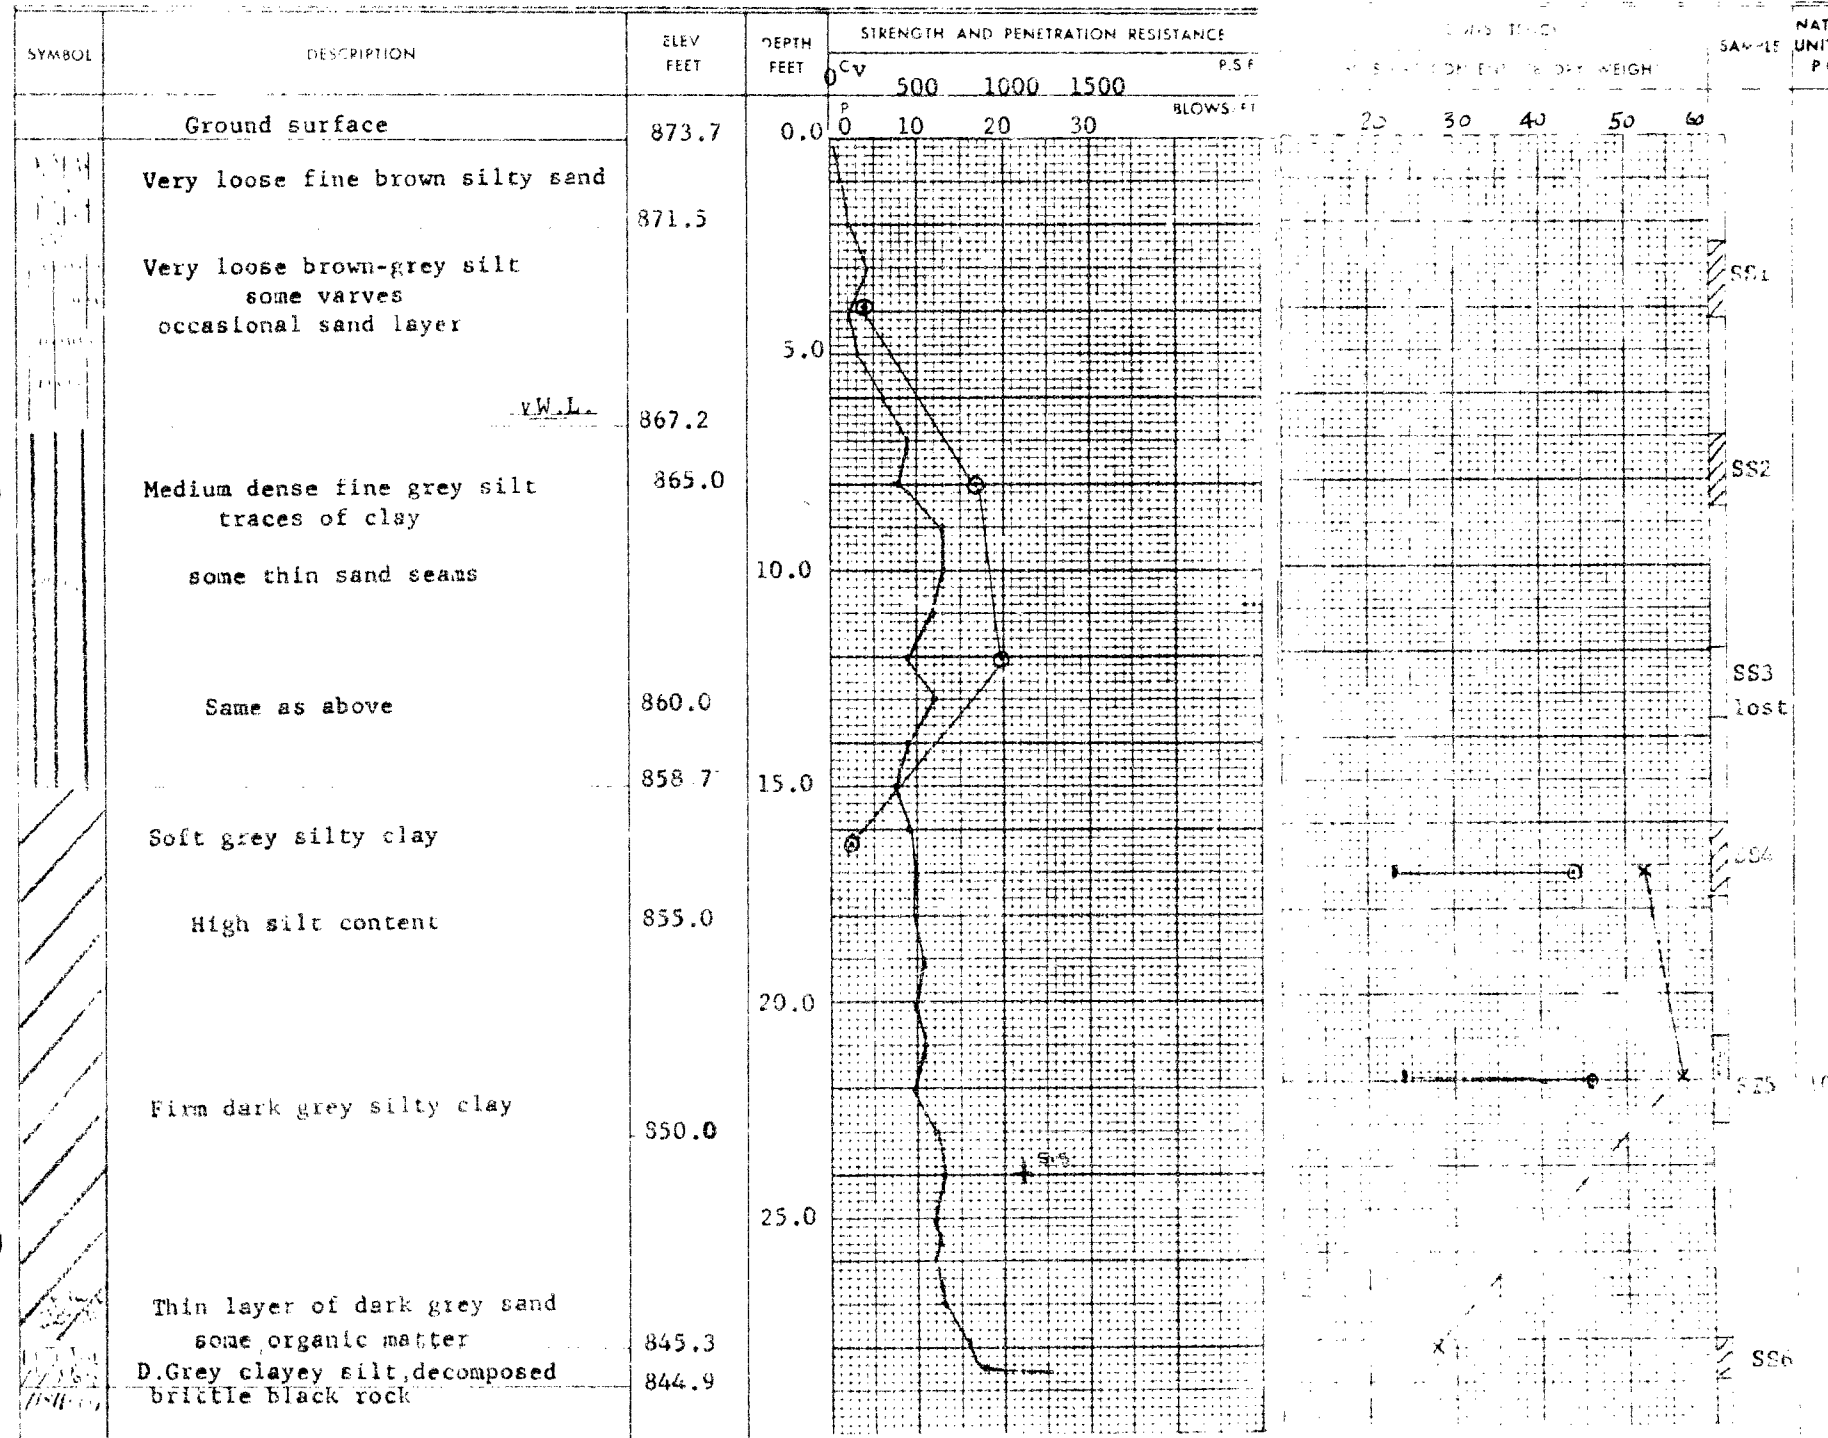 SYMBOL DESCRIPTION ELEV FEET DEPTH FEET STRENGTH AND PENETRATION RESISTANCE
SAMPLE NAT UNIT P
0 Cv P.S.F
500 1000 1500
WEIGH
P BLOWS FT
0 10 20 30
20 30 40 50 60
Ground surface 873.7 0.0
Very loose fine brown silty sand
871.5
Very loose brown-grey silt
some varves
occasional sand layer
SS1
5.0
W.L. 867.2
Medium dense fine grey silt 865.0
traces of clay
SS2
some thin sand seams 10.0
SS3
lost
Same as above 860.0
858.7 15.0
Soft grey silty clay
SS4
High silt content 855.0
20.0
Firm dark grey silty clay
850.0
25.0
Thin layer of dark grey sand
some organic matter 845.3
D.Grey clayey silt,decomposed 844.9
brittle black rock
SS6